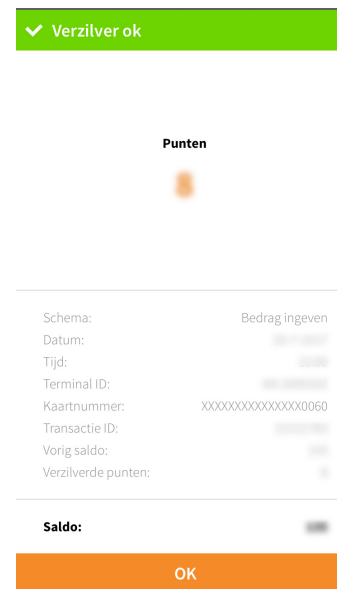 Verzilver ok
Punten
Schema: Bedrag ingeven
Datum:
Tijd:
Terminal ID:
Kaartnummer: XXXXXXXXXXXXXXX0060
Transactie ID:
Vorig saldo:
Verzilverde punten:
Saldo:
OK